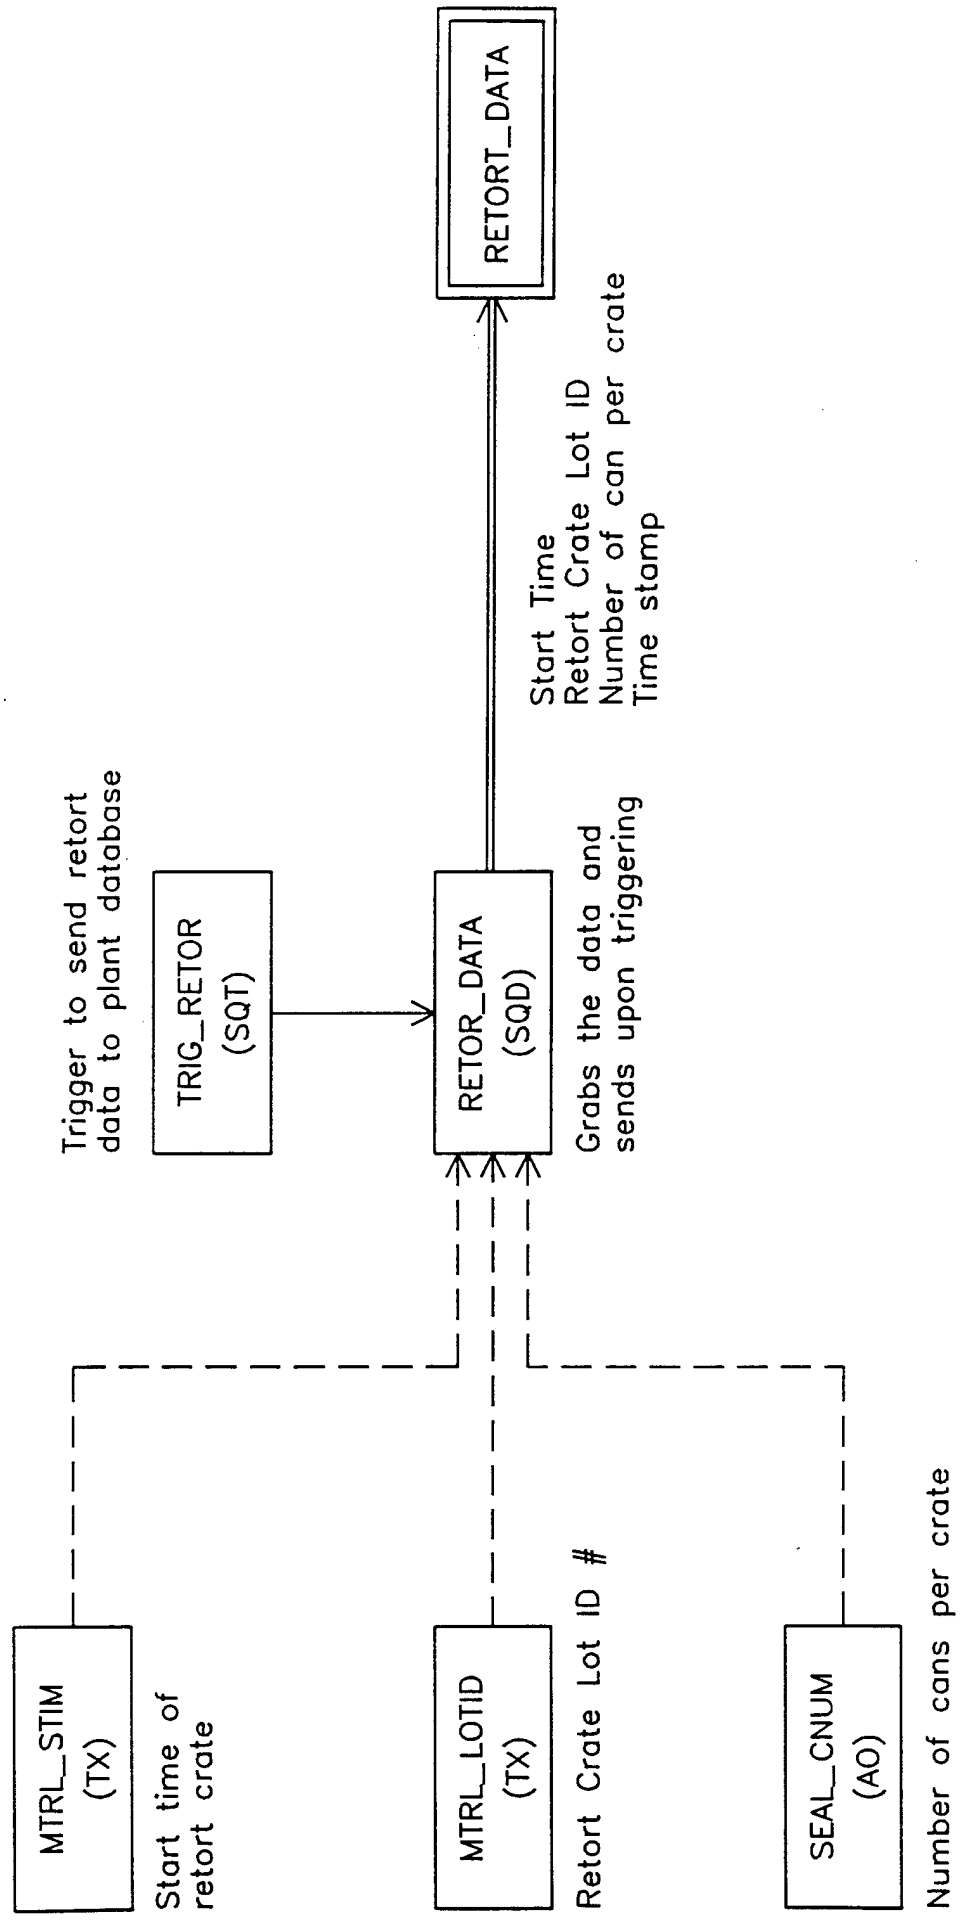 MTRL_STIM
(TX)
Start time of
retort crate
MTRL_LOTID
(TX)
Retort Crate Lot ID #
SEAL_CNUM
(AO)
Number of cans per crate
Trigger to send retort
data to plant database
TRIG_RETOR
(SQT)
RETOR_DATA
(SQD)
Grabs the data and
sends upon triggering
Start Time
Retort Crate Lot ID
Number of can per crate
Time stamp
RETORT_DATA